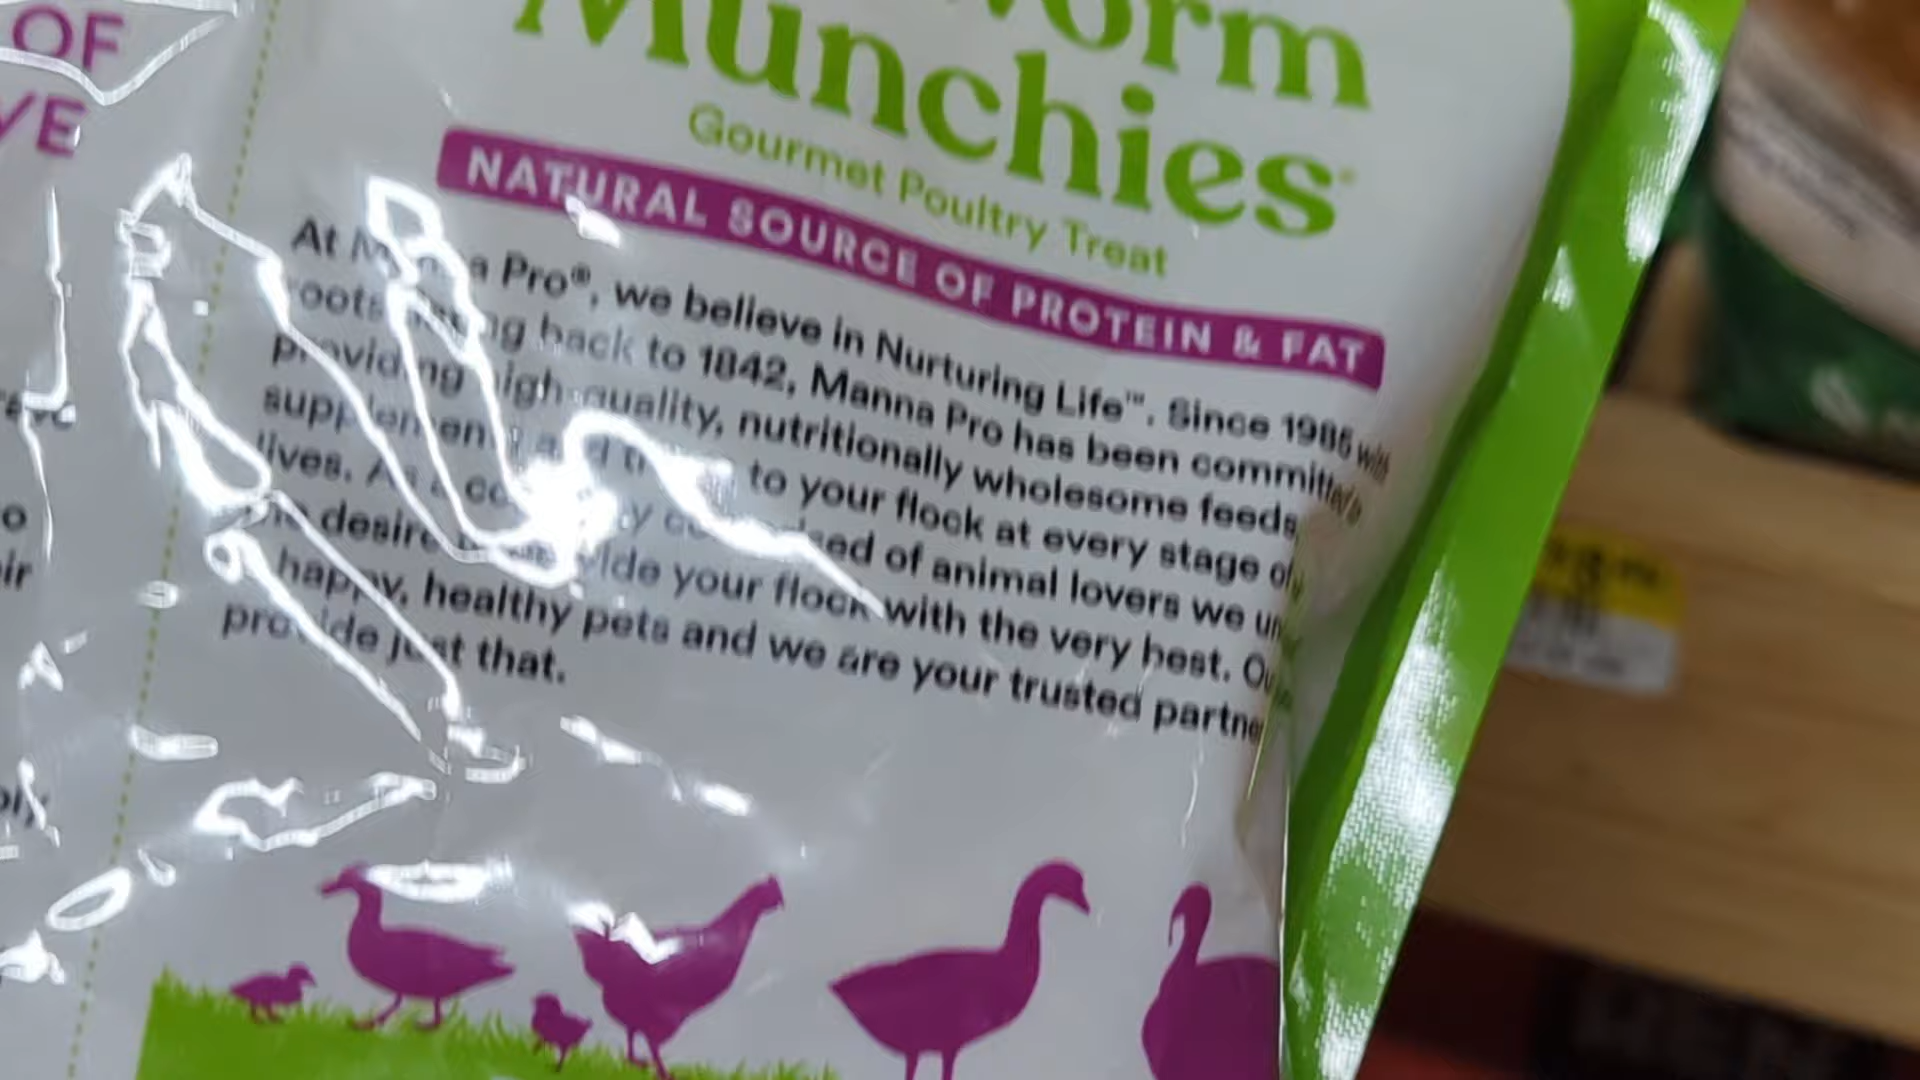 OF
VE
Munchies
Gourmet Poultry Treat
NATURAL SOURCE OF PROTEIN & FAT
At Manna Pro®, we believe in Nurturing Life™. Since 1985 with
roots dating back to 1842, Manna Pro has been committed to
providing high-quality, nutritionally wholesome feeds,
supplements and treats to your flock at every stage of
lives. As a company comprised of animal lovers we
the desire to provide your flock with the very best.
happy, healthy pets and we are your trusted
provide just that.